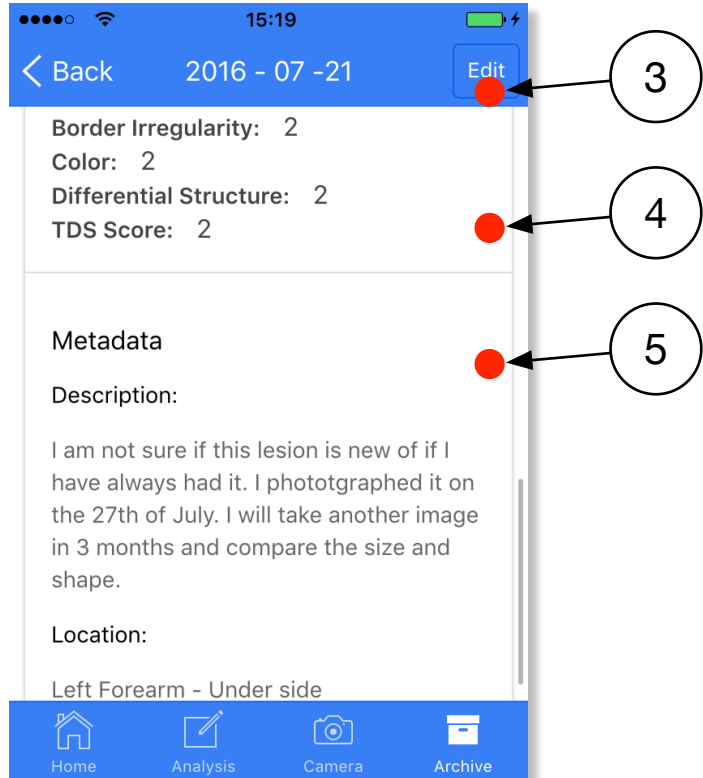 15:19
Back 2016 - 07 -21 Edit
3
Border Irregularity: 2
Color: 2
Differential Structure: 2
TDS Score: 2
4
Metadata
5
Description:
I am not sure if this lesion is new of if I
have always had it. I phototgraphed it on
the 27th of July. I will take another image
in 3 months and compare the size and
shape.
Location:
Left Forearm - Under side
Home Analysis Camera Archive